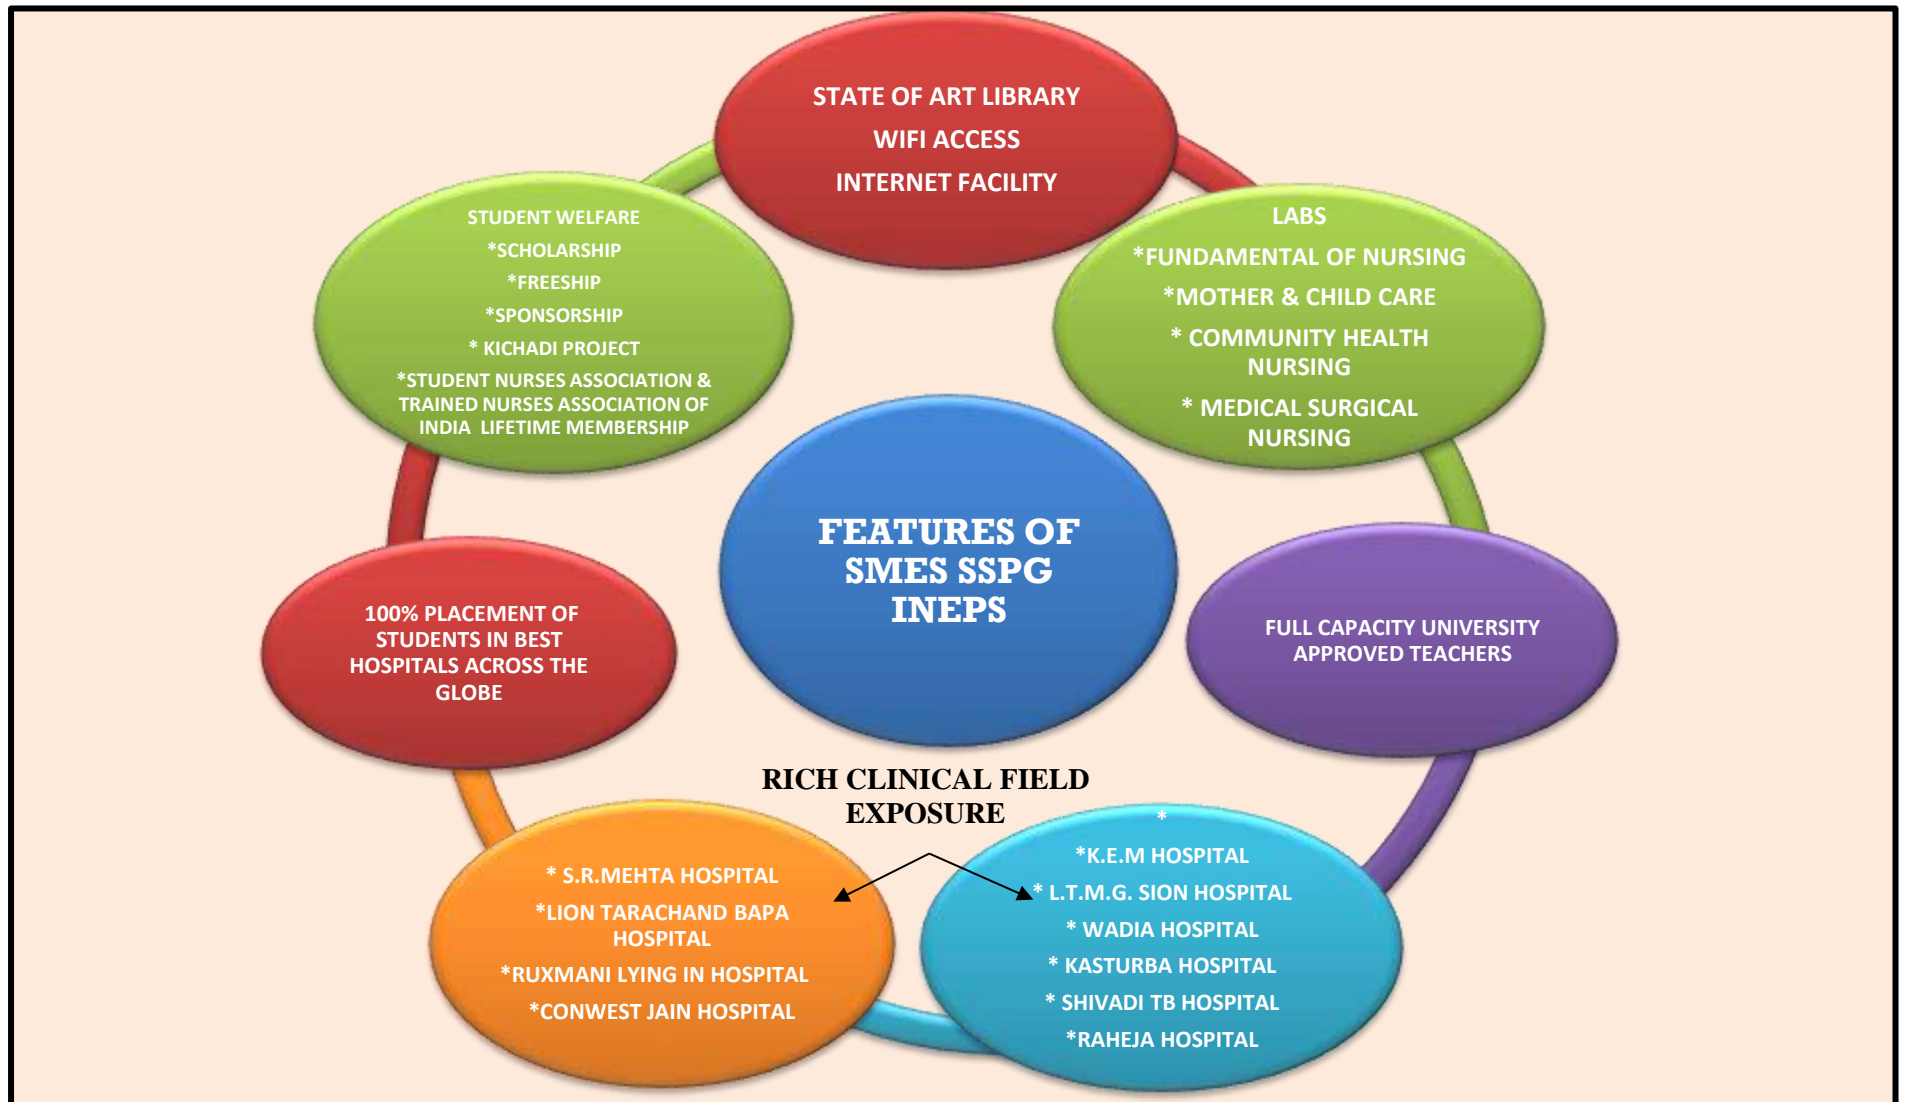 STATE OF ART LIBRARY
WIFI ACCESS
INTERNET FACILITY
STUDENT WELFARE
*SCHOLARSHIP
*FREESHIP
*SPONSORSHIP
* KICHADI PROJECT
*STUDENT NURSES ASSOCIATION &
TRAINED NURSES ASSOCIATION OF
INDIA LIFETIME MEMBERSHIP
LABS
*FUNDAMENTAL OF NURSING
*MOTHER & CHILD CARE
* COMMUNITY HEALTH
NURSING
* MEDICAL SURGICAL
NURSING
FEATURES OF
SMES SSPG
INEPS
100% PLACEMENT OF
STUDENTS IN BEST
HOSPITALS ACROSS THE
GLOBE
FULL CAPACITY UNIVERSITY
APPROVED TEACHERS
RICH CLINICAL FIELD
EXPOSURE
* S.R.MEHTA HOSPITAL
*LION TARACHAND BAPA
HOSPITAL
*RUXMANI LYING IN HOSPITAL
*CONWEST JAIN HOSPITAL
*
*K.E.M HOSPITAL
* L.T.M.G. SION HOSPITAL
* WADIA HOSPITAL
* KASTURBA HOSPITAL
* SHIVADI TB HOSPITAL
*RAHEJA HOSPITAL